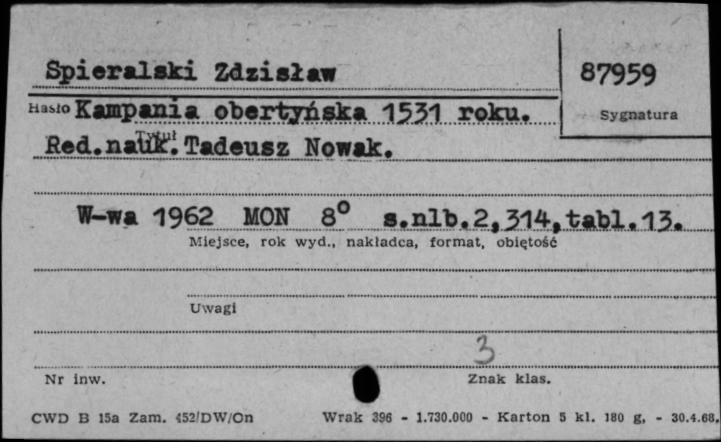 Spieralski Zdzisław
87959
Hasło Kampania obertyńska 1531 roku.
Sygnatura
Tytuł
Red.nauk. Tadeusz Nowak.
W-wa 1962 MON 8° s.nlb.2,314,tabl.13.
Miejsce, rok wyd., nakładca, format, objętość
Uwagi
3
Nr inw.
Znak klas.
CWD B 15a Zam. 452/DW/On
Wrak 396 - 1.730.000 - Karton 5 kl. 180 g, - 30.4.68.